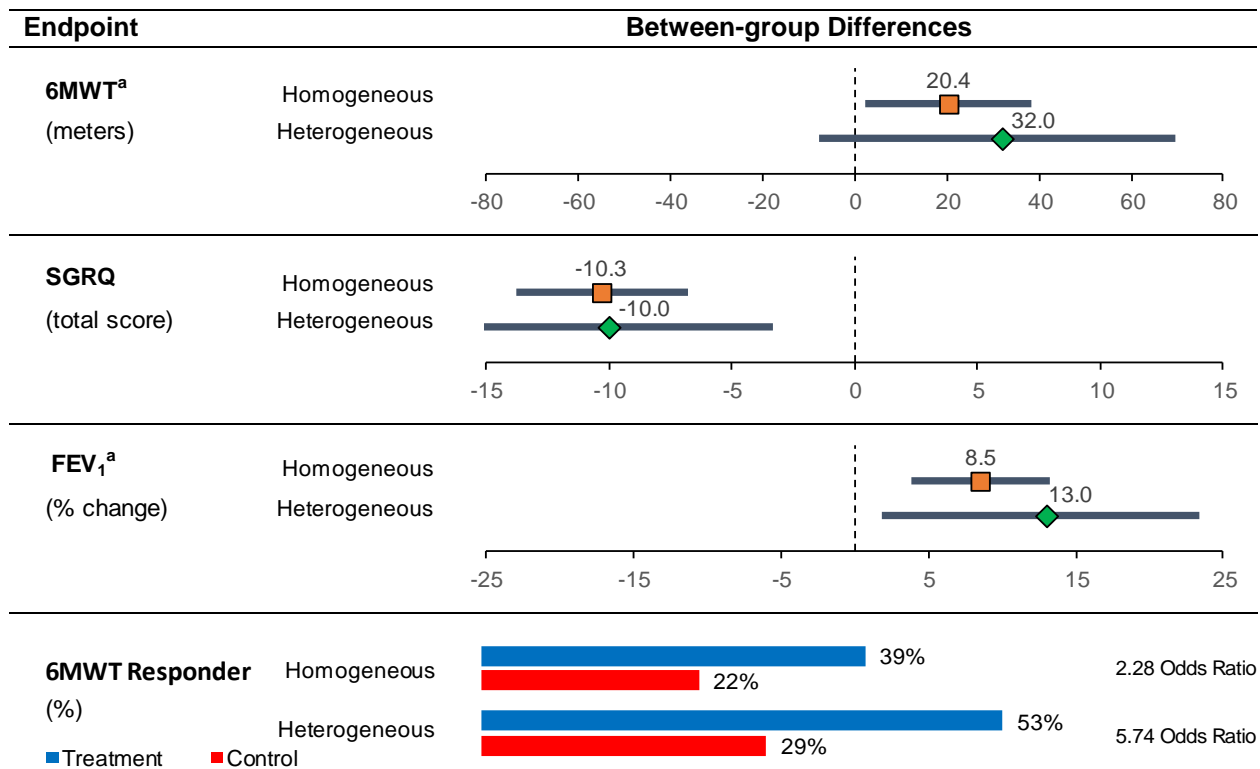 Endpoint Between-group Differences
6MWTᵃ
(meters)
Homogeneous
Heterogeneous
20.4
32.0
-80 -60 -40 -20 0 20 40 60 80
SGRQ
(total score)
Homogeneous
Heterogeneous
-10.3
-10.0
-15 -10 -5 0 5 10 15
FEV₁ᵃ
(% change)
Homogeneous
Heterogeneous
8.5
13.0
-25 -15 -5 5 15 25
6MWT Responder
(%)
Homogeneous
39%
22%
2.28 Odds Ratio
Heterogeneous
53%
29%
5.74 Odds Ratio
Treatment Control